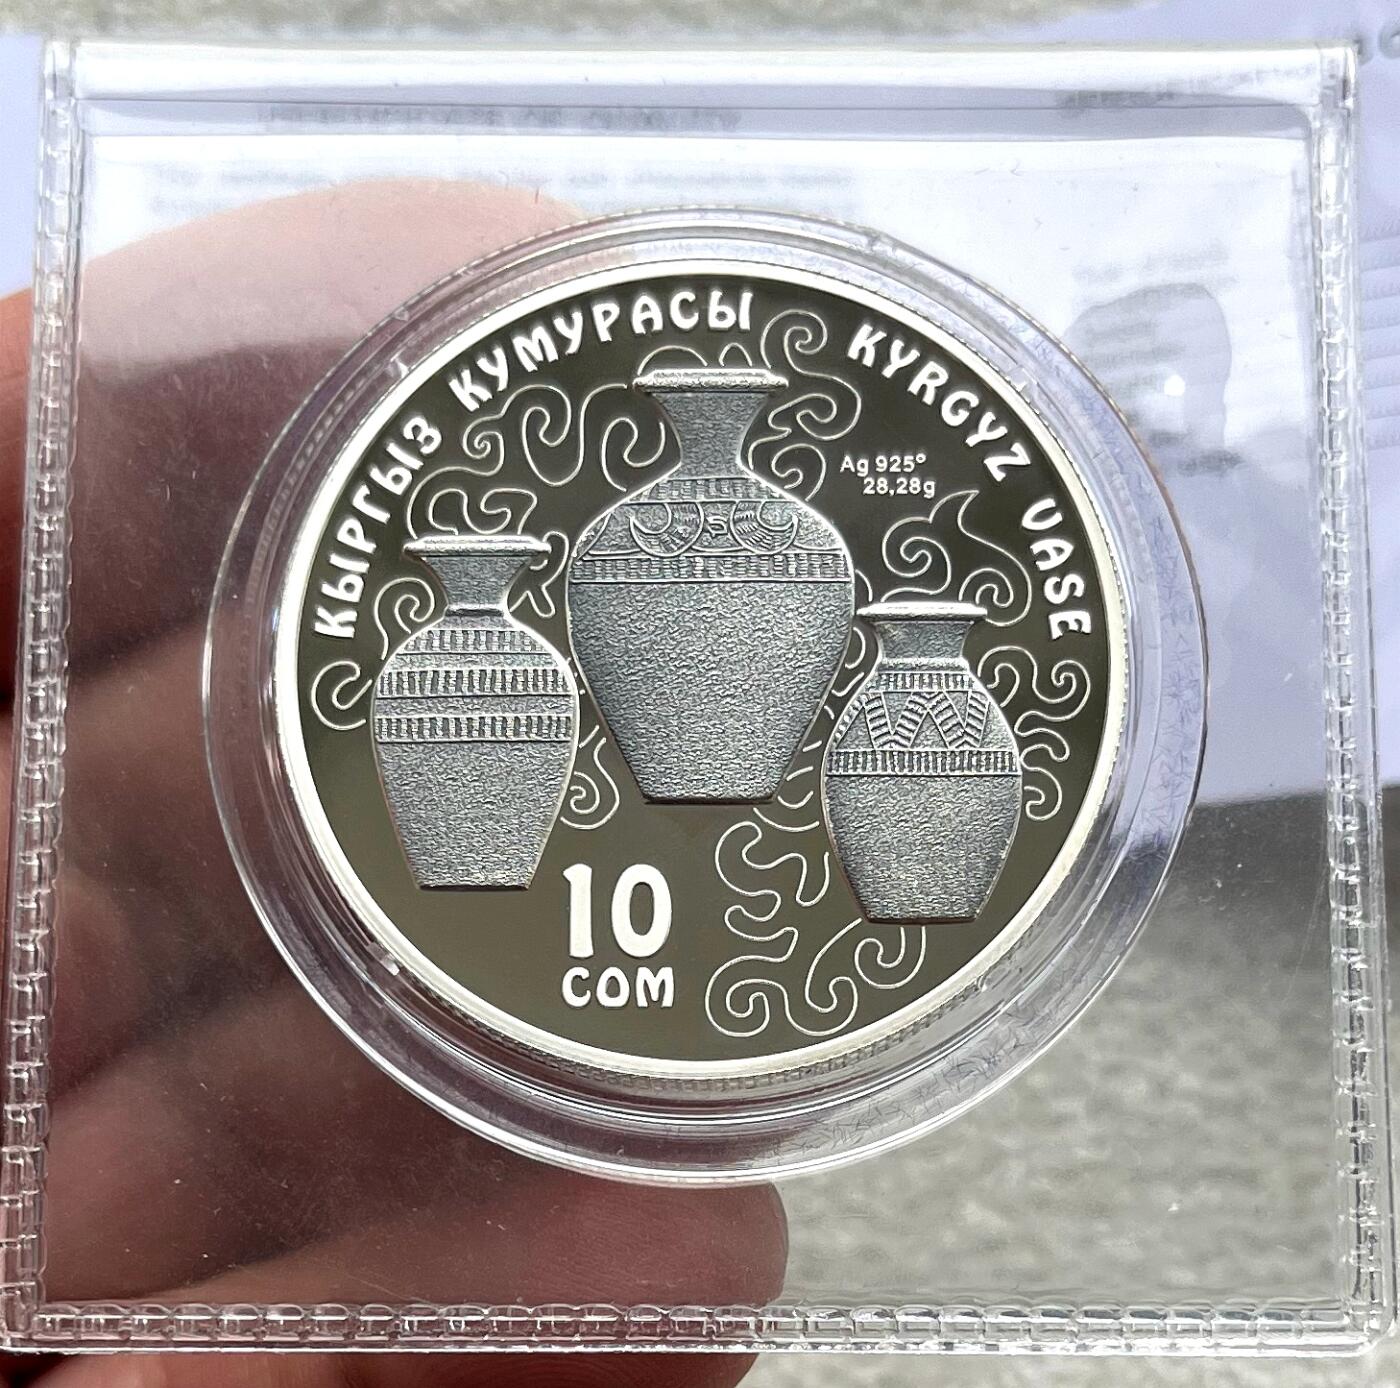 КЫРГЫЗ КУМУРАСЫ
KYRGYZ VASE
Ag 925°
28,28g
10
СОМ